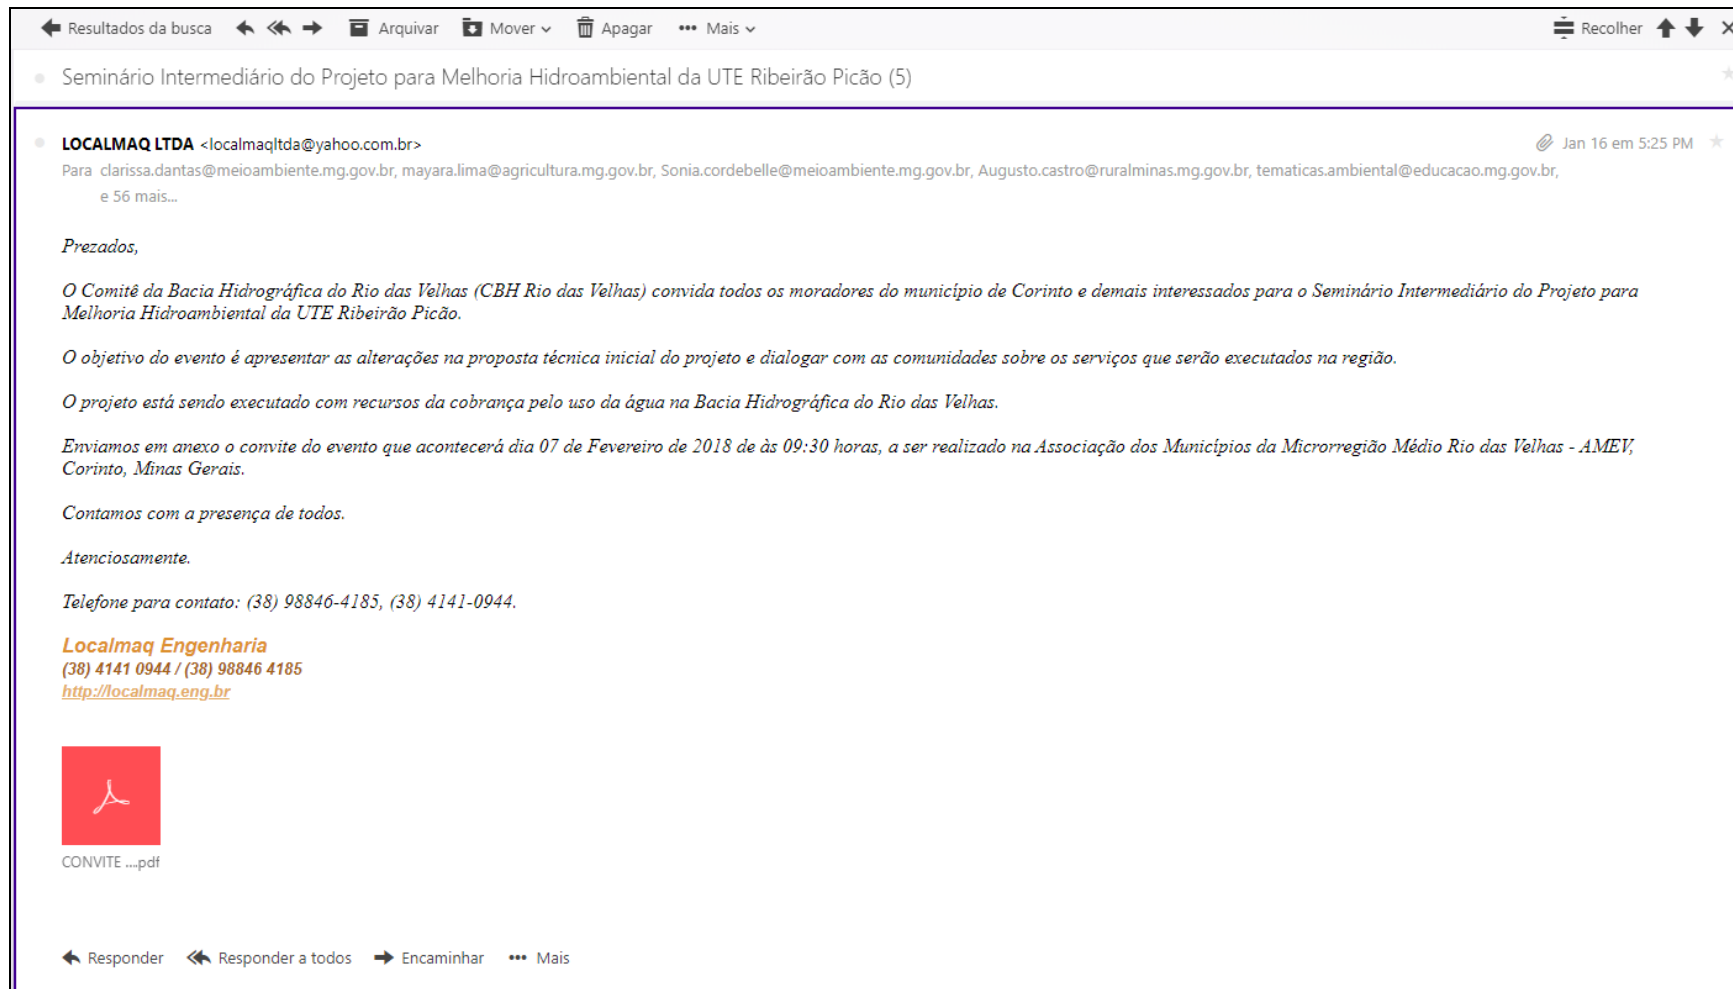 Resultados da busca Arquivar Mover Apagar Mais Recolher
Seminário Intermediário do Projeto para Melhoria Hidroambiental da UTE Ribeirão Picão (5)
LOCALMAQ LTDA <localmaqltda@yahoo.com.br> Jan 16 em 5:25 PM
Para clarissa.dantas@meioambiente.mg.gov.br, mayara.lima@agricultura.mg.gov.br, Sonia.cordebelle@meioambiente.mg.gov.br, Augusto.castro@ruralminas.mg.gov.br, tematicas.ambiental@educacao.mg.gov.br,
e 56 mais...
Prezados,
O Comitê da Bacia Hidrográfica do Rio das Velhas (CBH Rio das Velhas) convida todos os moradores do município de Corinto e demais interessados para o Seminário Intermediário do Projeto para
Melhoria Hidroambiental da UTE Ribeirão Picão.
O objetivo do evento é apresentar as alterações na proposta técnica inicial do projeto e dialogar com as comunidades sobre os serviços que serão executados na região.
O projeto está sendo executado com recursos da cobrança pelo uso da água na Bacia Hidrográfica do Rio das Velhas.
Enviamos em anexo o convite do evento que acontecerá dia 07 de Fevereiro de 2018 de às 09:30 horas, a ser realizado na Associação dos Municípios da Microrregião Médio Rio das Velhas - AMEV,
Corinto, Minas Gerais.
Contamos com a presença de todos.
Atenciosamente.
Telefone para contato: (38) 98846-4185, (38) 4141-0944.
Localmaq Engenharia
(38) 4141 0944 / (38) 98846 4185
http://localmaq.eng.br
CONVITE ....pdf
Responder Responder a todos Encaminhar Mais